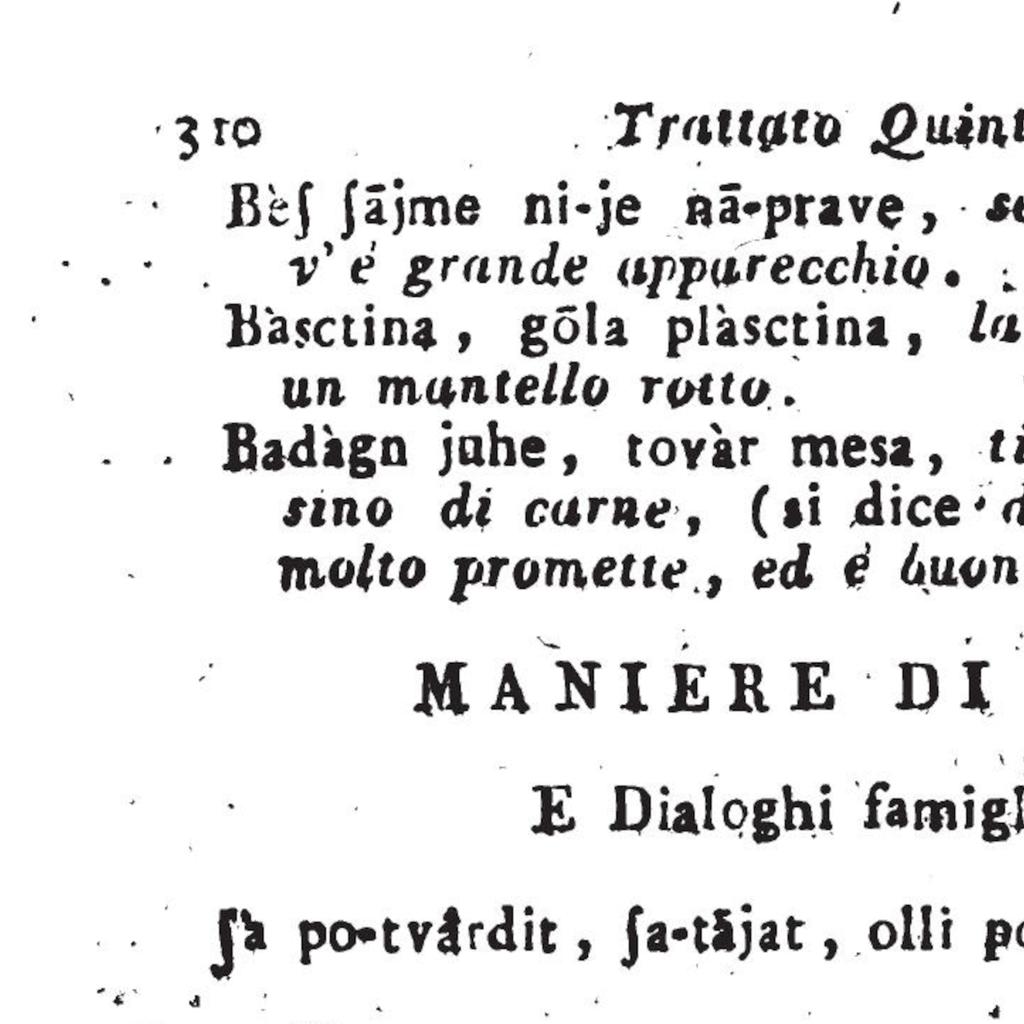 310 Trattato Quint
Bèſ ſājme ni-je nā-prave, se
v' é grande apparecchio.
Bàsctina, gōla plàsctina, la
un mantello rotto.
Badàgn juhe, tovàr mesa, ti
sino di carne, (si dice d
molto promette, ed é buon
MANIERE DI
E Dialoghi famigl
ſà po-tvârdit, ſa-tājat, olli po